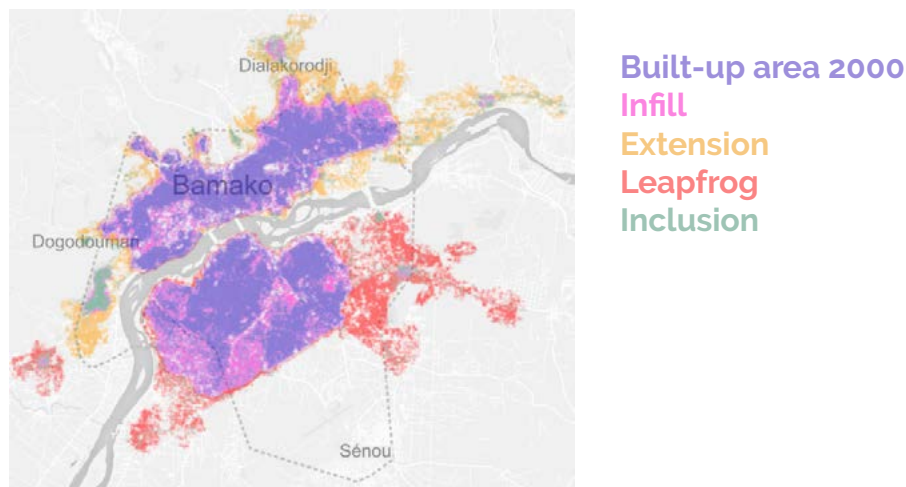 Dialakorodji
Bamako
Dogodouman
Sénou
Built-up area 2000
Infill
Extension
Leapfrog
Inclusion